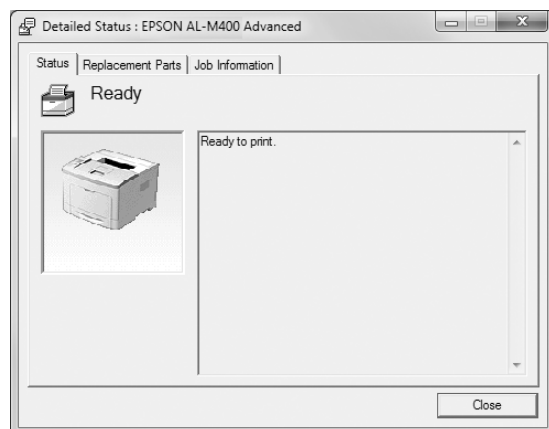 Detailed Status : EPSON AL-M400 Advanced
Status Replacement Parts Job Information
Ready
Ready to print.
Close